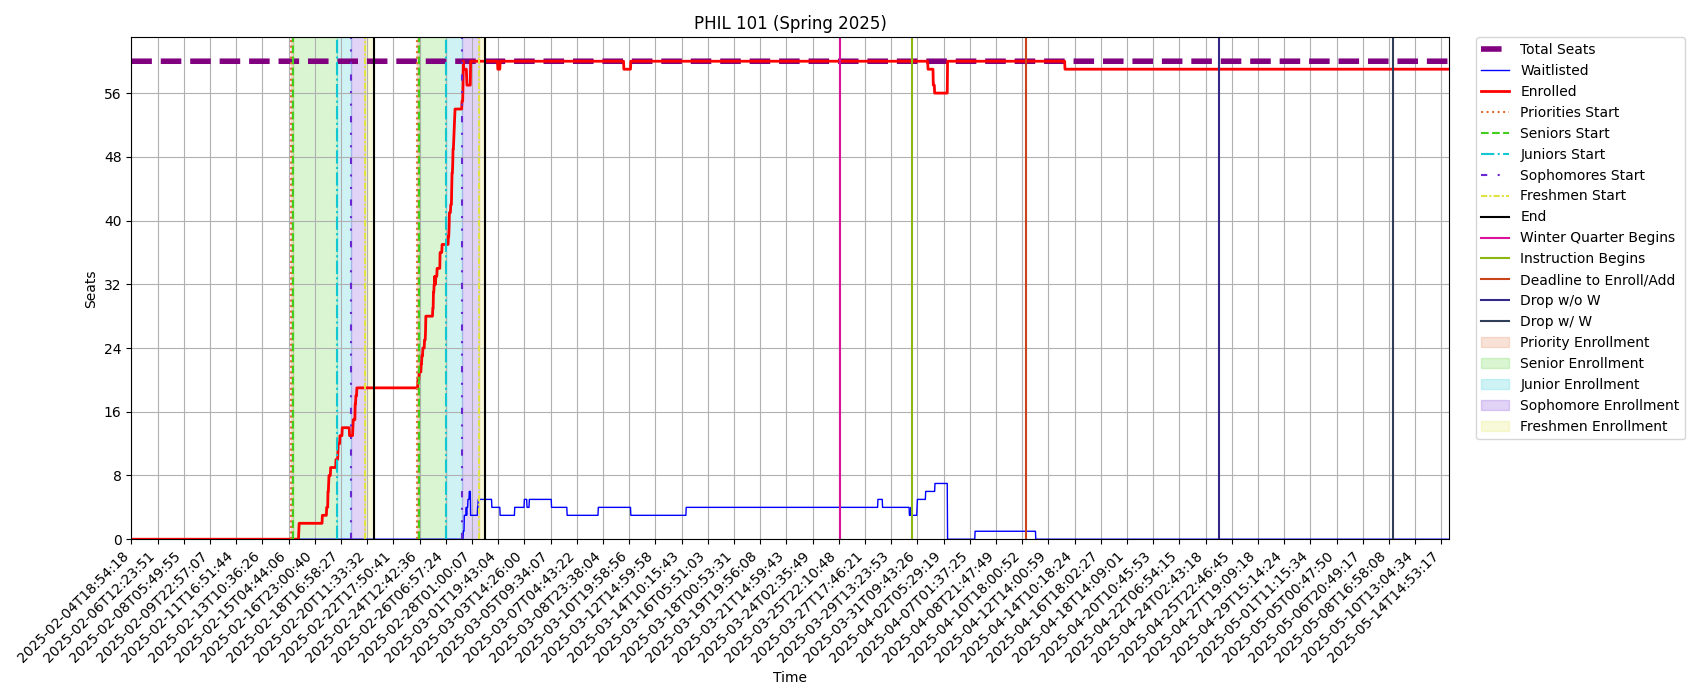 PHIL 101 (Spring 2025)
Total Seats
Waitlisted
Enrolled
Priorities Start
Seniors Start
Juniors Start
Sophomores Start
Freshmen Start
End
Winter Quarter Begins
Instruction Begins
Deadline to Enroll/Add
Drop w/o W
Drop w/ W
Priority Enrollment
Senior Enrollment
Junior Enrollment
Sophomore Enrollment
Freshmen Enrollment
Seats
56
48
40
32
24
16
8
0
2025-02-04T18:54:18
2025-02-06T12:23:51
2025-02-08T05:49:55
2025-02-09T22:57:07
2025-02-11T16:51:44
2025-02-13T10:36:26
2025-02-15T04:44:06
2025-02-16T23:00:40
2025-02-18T16:58:27
2025-02-20T11:33:32
2025-02-22T17:50:41
2025-02-24T12:42:36
2025-02-26T06:57:24
2025-02-28T01:00:07
2025-03-01T19:43:04
2025-03-03T14:26:00
2025-03-05T09:34:07
2025-03-07T04:43:22
2025-03-08T23:38:04
2025-03-10T19:58:56
2025-03-12T14:59:58
2025-03-14T10:15:43
2025-03-16T05:51:03
2025-03-18T00:53:31
2025-03-19T19:56:08
2025-03-21T14:59:43
2025-03-24T02:35:49
2025-03-25T22:10:48
2025-03-27T17:46:21
2025-03-29T13:23:53
2025-03-31T09:43:26
2025-04-02T05:29:19
2025-04-07T01:37:25
2025-04-08T21:47:49
2025-04-10T18:00:52
2025-04-12T14:00:59
2025-04-14T10:18:24
2025-04-16T18:02:27
2025-04-18T14:09:01
2025-04-20T10:45:53
2025-04-22T06:54:15
2025-04-24T02:43:18
2025-04-25T22:46:45
2025-04-27T19:09:18
2025-04-29T15:14:24
2025-05-01T11:15:34
2025-05-05T00:47:50
2025-05-06T20:49:17
2025-05-08T16:58:08
2025-05-10T13:04:34
2025-05-14T14:53:17
Time